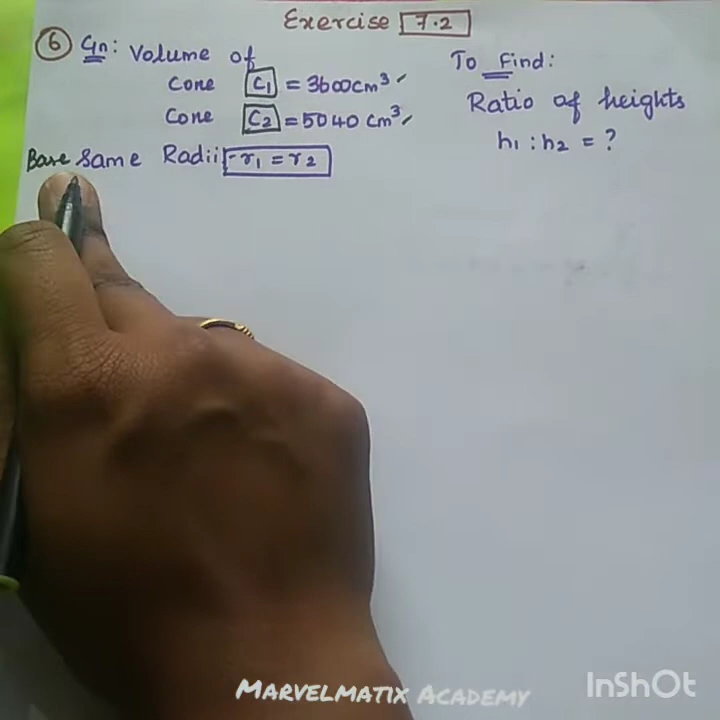 Exercise 7.2
6 Gn: Volume of
Cone C1 = 3600cm³ ✓
Cone C2 = 5040 cm³ ✓
Base Same Radii - r1 = r2
To Find:
Ratio of heights
h1 : h2 = ?
MARVELMATIX ACADEMY
InShOt